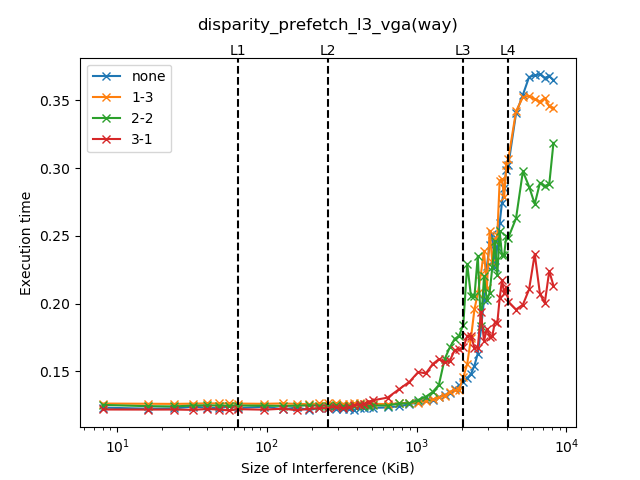 disparity_prefetch_l3_vga(way)
L1 L2 L3 L4
none
1-3
2-2
3-1
0.35
0.30
0.25
0.20
0.15
Execution time
10¹ 10² 10³ 10⁴
Size of Interference (KiB)